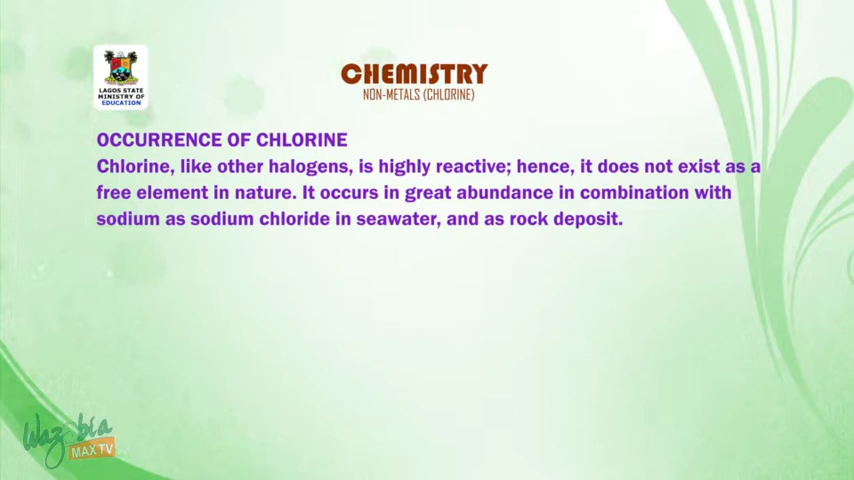 LAGOS STATE
MINISTRY OF
EDUCATION
CHEMISTRY
NON-METALS (CHLORINE)
OCCURRENCE OF CHLORINE
Chlorine, like other halogens, is highly reactive; hence, it does not exist as a
free element in nature. It occurs in great abundance in combination with
sodium as sodium chloride in seawater, and as rock deposit.
Wazobia
MAX TV